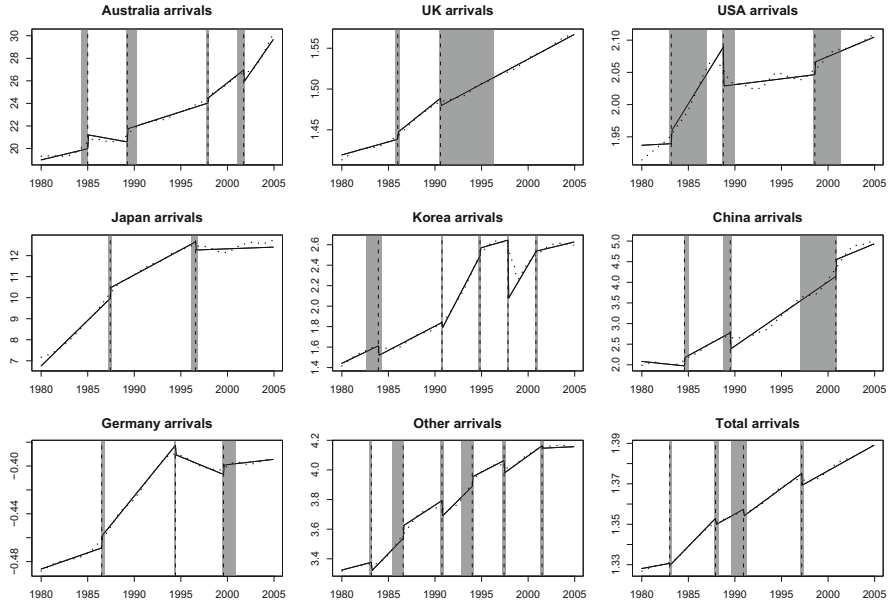 Australia arrivals
30
28
26
24
22
20
1980 1985 1990 1995 2000 2005
UK arrivals
1.55
1.50
1.45
1980 1985 1990 1995 2000 2005
USA arrivals
2.10
2.05
2.00
1.95
1980 1985 1990 1995 2000 2005
Japan arrivals
12
11
10
9
8
7
1980 1985 1990 1995 2000 2005
Korea arrivals
2.6
2.4
2.2
2.0
1.8
1.6
1.4
1980 1985 1990 1995 2000 2005
China arrivals
5.0
4.5
4.0
3.5
3.0
2.5
2.0
1980 1985 1990 1995 2000 2005
Germany arrivals
−0.40
−0.44
−0.48
1980 1985 1990 1995 2000 2005
Other arrivals
4.2
4.0
3.8
3.6
3.4
1980 1985 1990 1995 2000 2005
Total arrivals
1.39
1.37
1.35
1.33
1980 1985 1990 1995 2000 2005